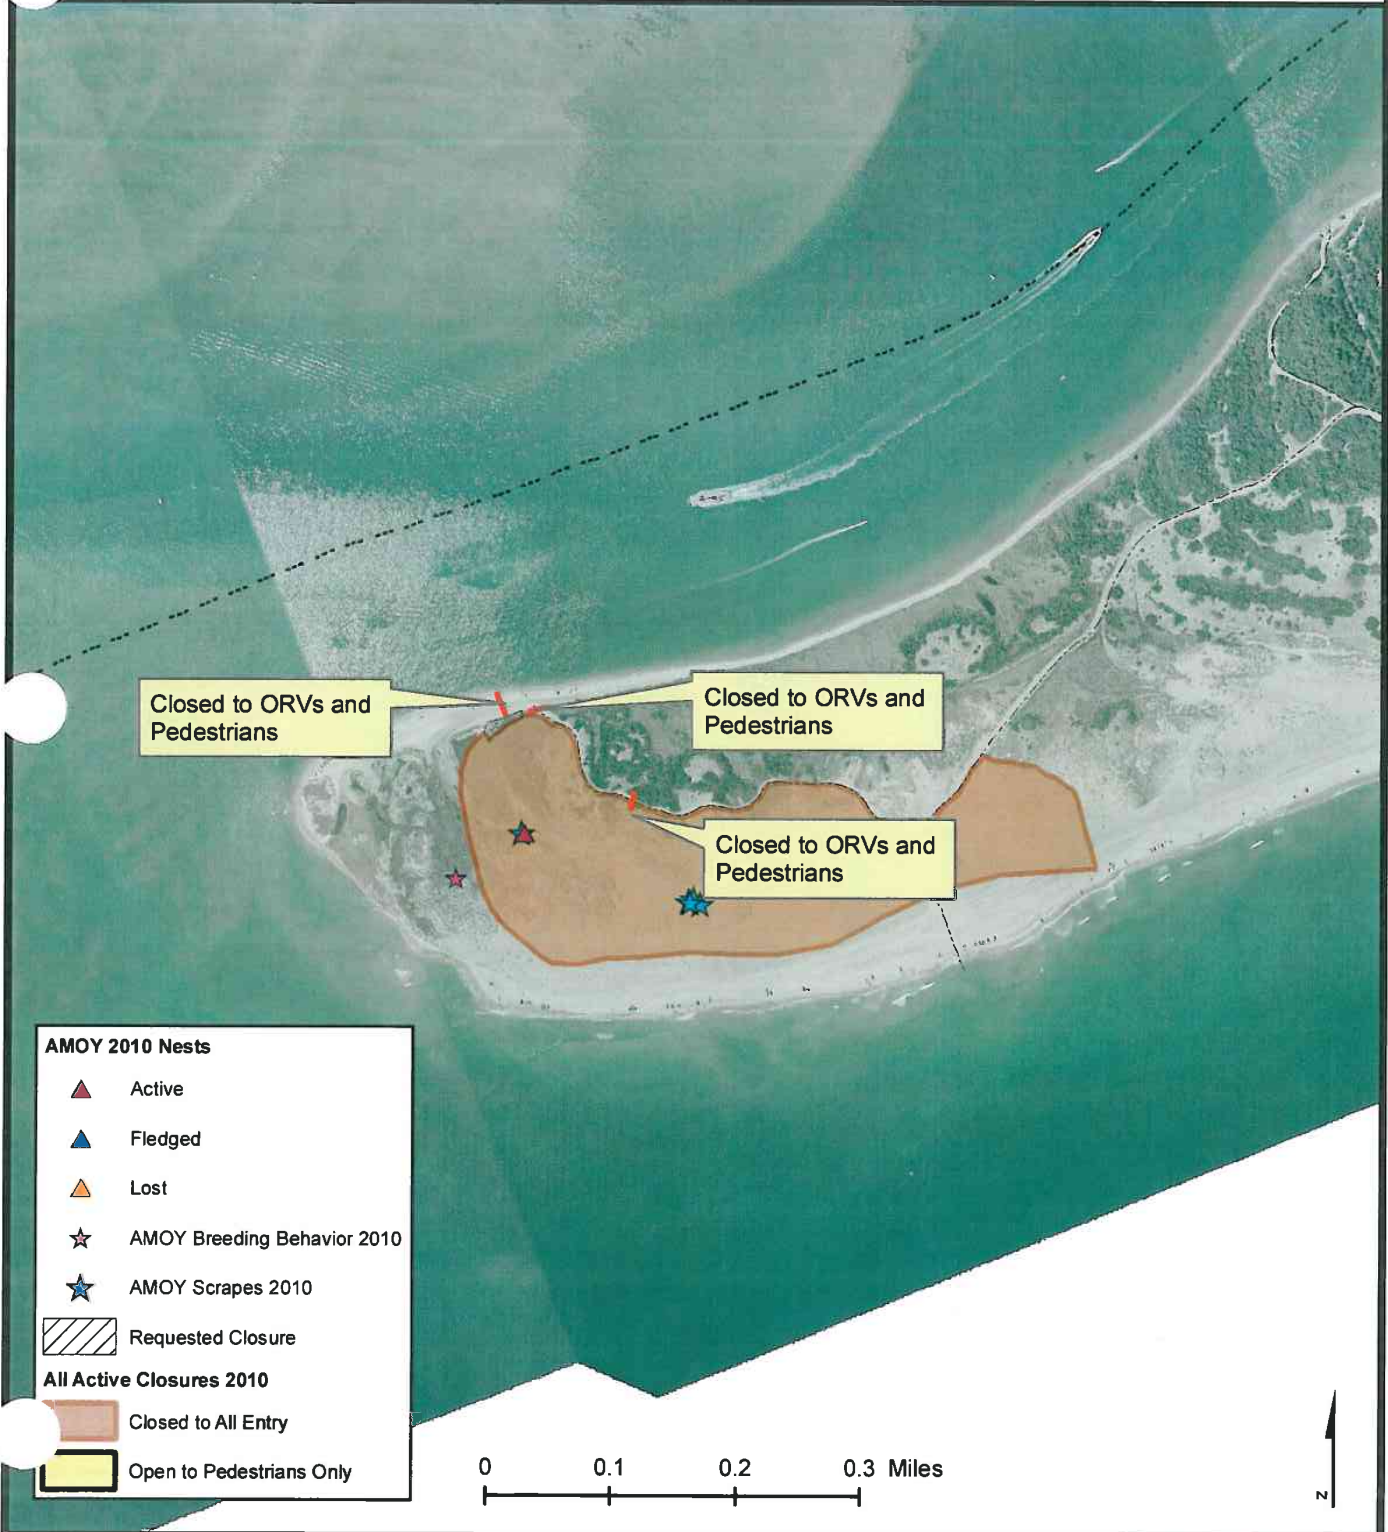 Closed to ORVs and
Pedestrians
Closed to ORVs and
Pedestrians
Closed to ORVs and
Pedestrians
AMOY 2010 Nests
Active
Fledged
Lost
AMOY Breeding Behavior 2010
AMOY Scrapes 2010
Requested Closure
All Active Closures 2010
Closed to All Entry
Open to Pedestrians Only
0 0.1 0.2 0.3 Miles
N